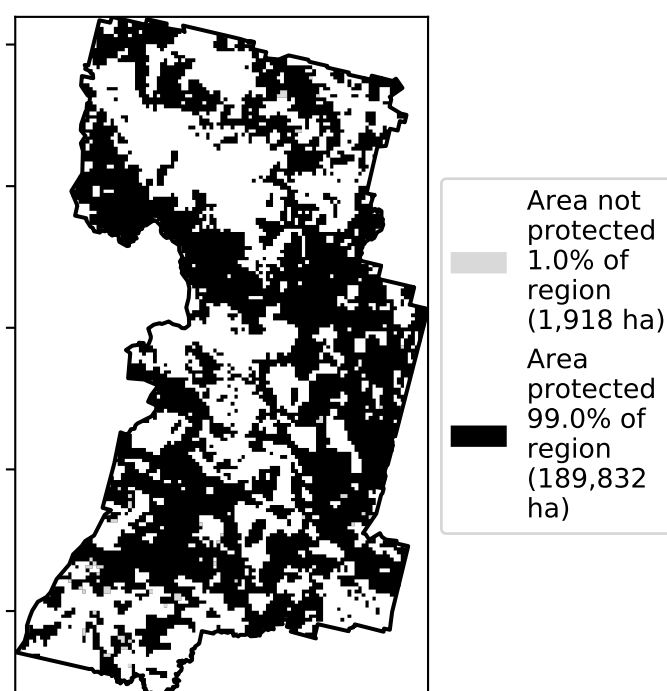 Area not
protected
1.0% of
region
(1,918 ha)
Area
protected
99.0% of
region
(189,832
ha)